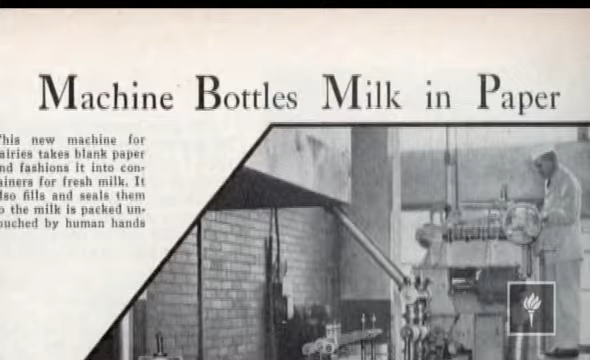 Machine Bottles Milk in Paper
his new machine for
airies takes blank paper
nd fashions it into con-
ainers for fresh milk. It
lso fills and seals them
o the milk is packed un-
ouched by human hands